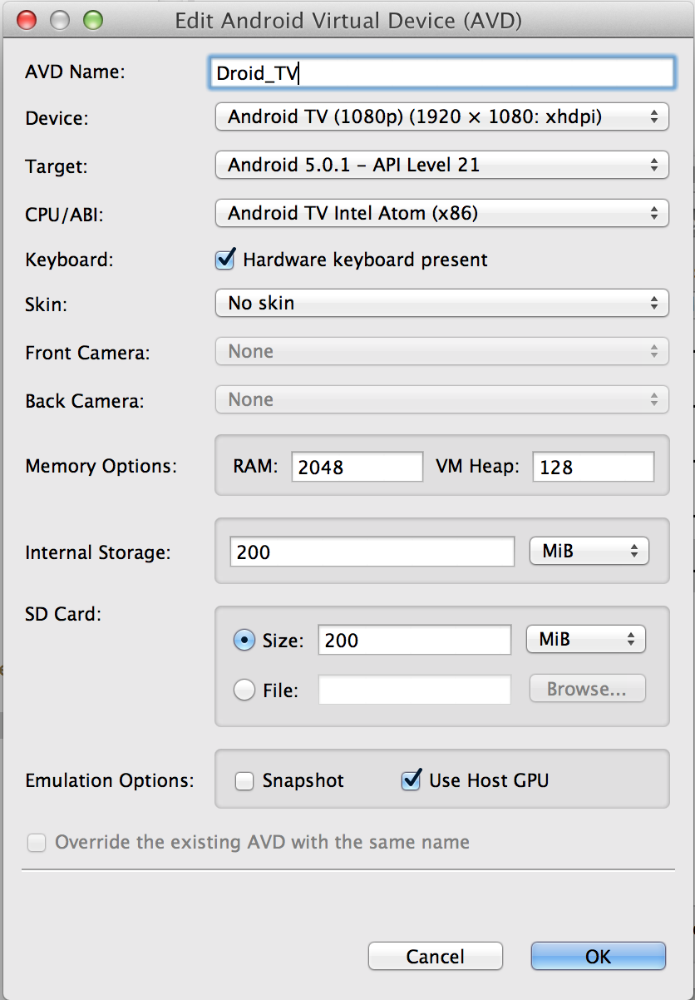 Edit Android Virtual Device (AVD)
AVD Name: Droid_TV
Device: Android TV (1080p) (1920 × 1080: xhdpi)
Target: Android 5.0.1 – API Level 21
CPU/ABI: Android TV Intel Atom (x86)
Keyboard: Hardware keyboard present
Skin: No skin
Front Camera: None
Back Camera: None
Memory Options: RAM: 2048 VM Heap: 128
Internal Storage: 200 MiB
SD Card:
Size: 200 MiB
File: Browse...
Emulation Options: Snapshot Use Host GPU
Override the existing AVD with the same name
Cancel OK